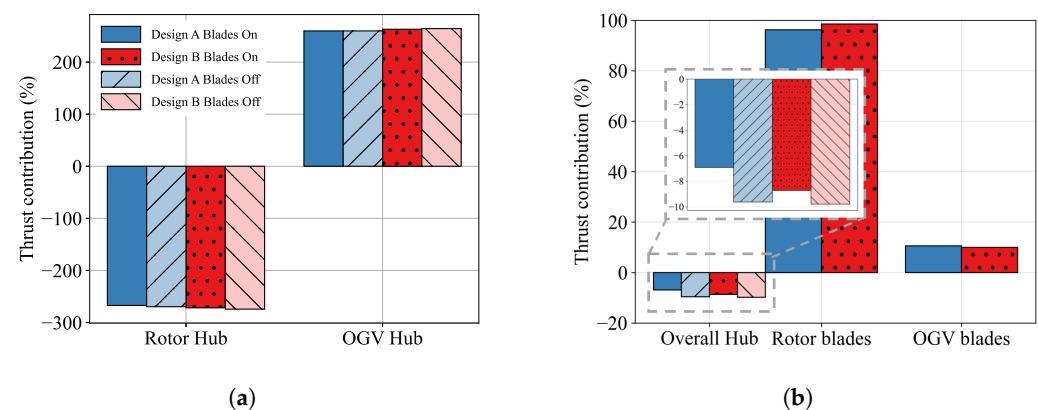 Thrust contribution (%)
200
100
0
−100
−200
−300
Design A Blades On
Design B Blades On
Design A Blades Off
Design B Blades Off
Rotor Hub
OGV Hub
(a)
Thrust contribution (%)
100
80
60
40
20
0
−20
0
−2
−4
−6
−8
−10
Overall Hub
Rotor blades
OGV blades
(b)